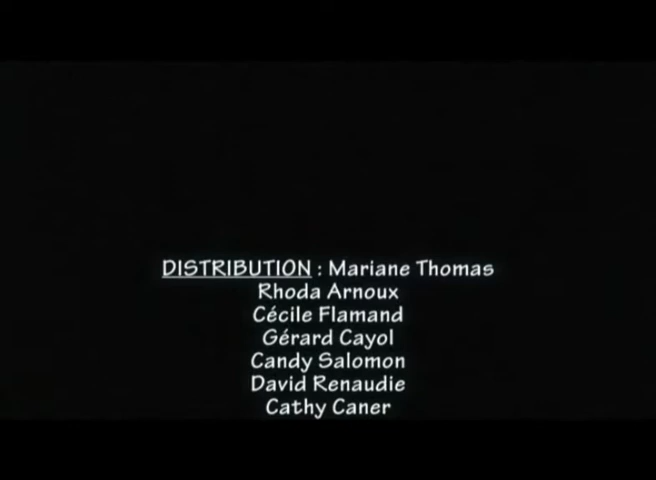 DISTRIBUTION : Mariane Thomas
Rhoda Arnoux
Cécile Flamand
Gérard Cayol
Candy Salomon
David Renaudie
Cathy Caner